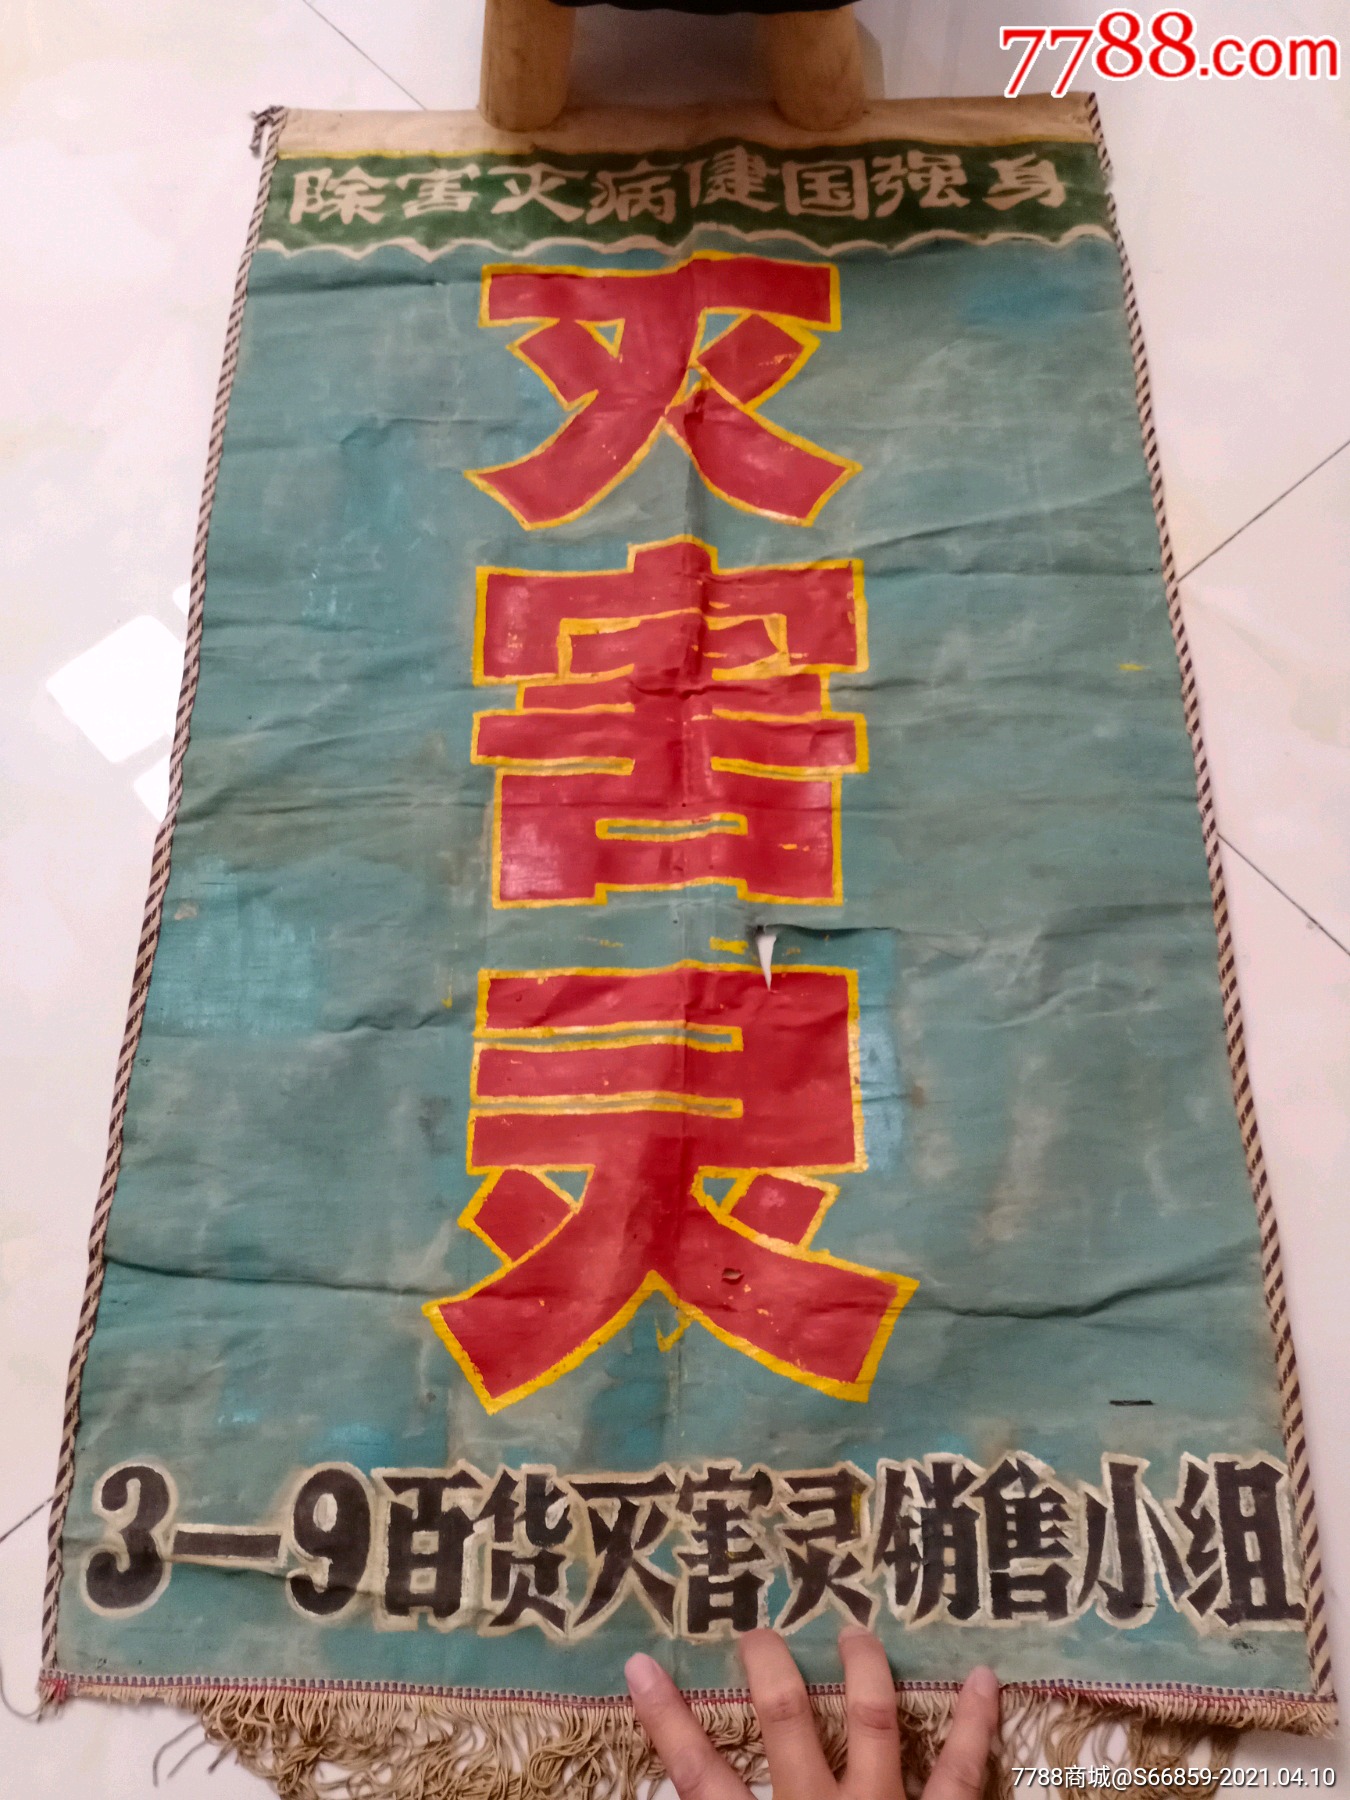 7788.com
除害灭病健国强身
灭
害
灵
3—9百货灭害灵销售小组
7788商城@S66859-2021.04.10